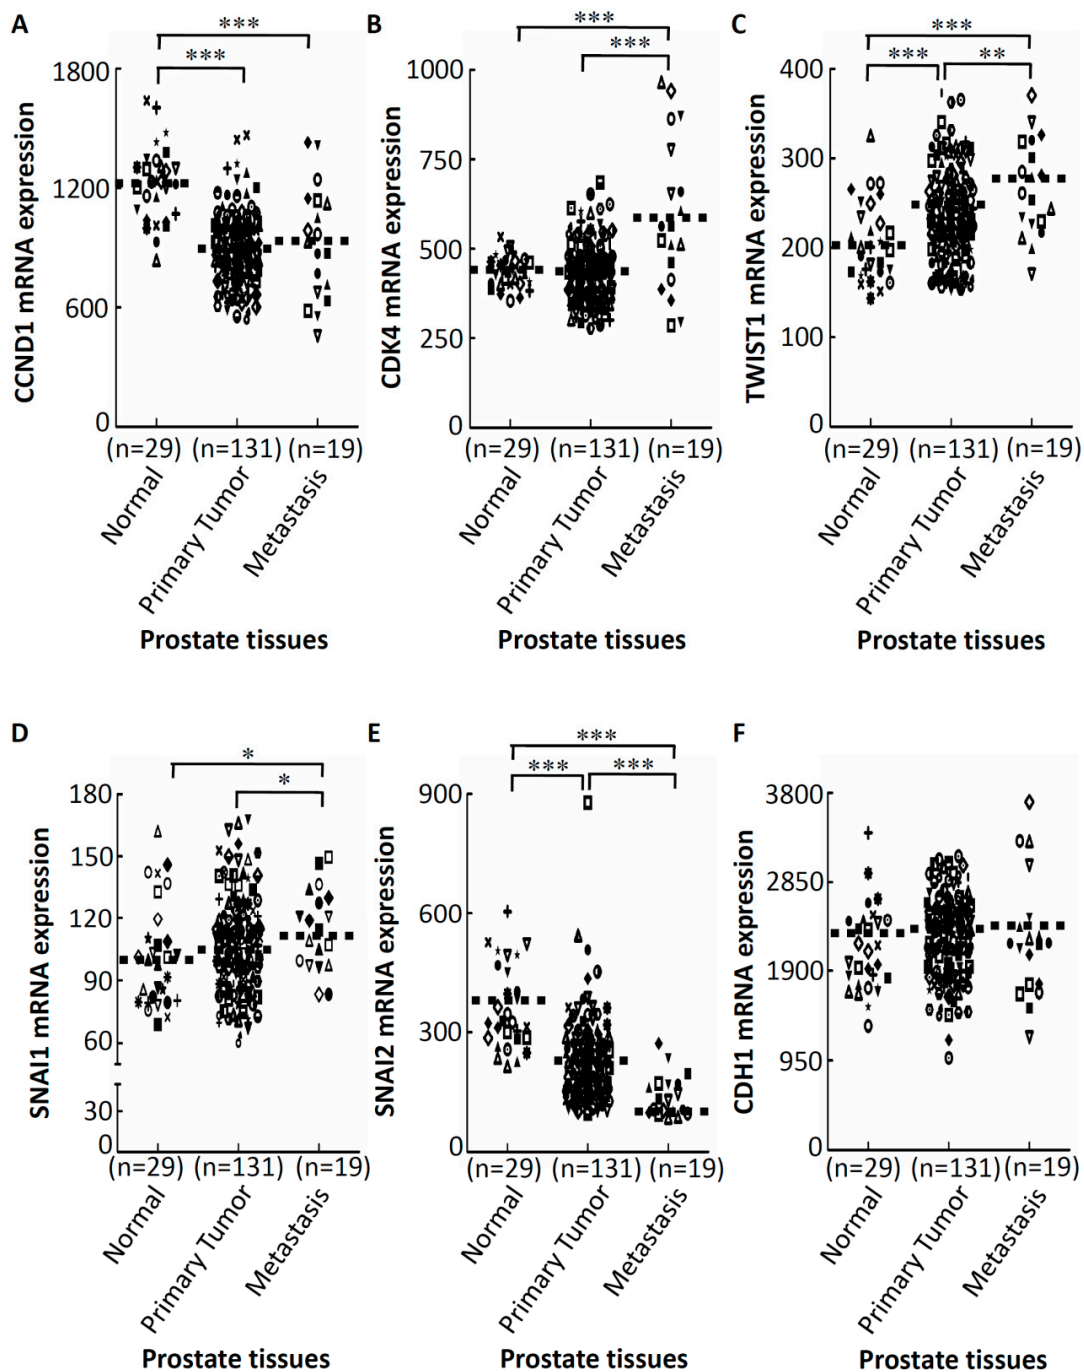 A
B
C
***
***
***
***
***
***
**
CCND1 mRNA expression
1800
1200
600
0
CDK4 mRNA expression
1000
750
500
250
0
TWIST1 mRNA expression
400
300
200
100
0
(n=29) (n=131) (n=19)
Normal
Primary Tumor
Metastasis
Prostate tissues
(n=29) (n=131) (n=19)
Normal
Primary Tumor
Metastasis
Prostate tissues
(n=29) (n=131) (n=19)
Normal
Primary Tumor
Metastasis
Prostate tissues
D
E
F
*
*
***
***
***
SNAI1 mRNA expression
180
150
120
90
60
30
0
SNAI2 mRNA expression
900
600
300
0
CDH1 mRNA expression
3800
2850
1900
950
0
(n=29) (n=131) (n=19)
Normal
Primary Tumor
Metastasis
Prostate tissues
(n=29) (n=131) (n=19)
Normal
Primary Tumor
Metastasis
Prostate tissues
(n=29) (n=131) (n=19)
Normal
Primary Tumor
Metastasis
Prostate tissues